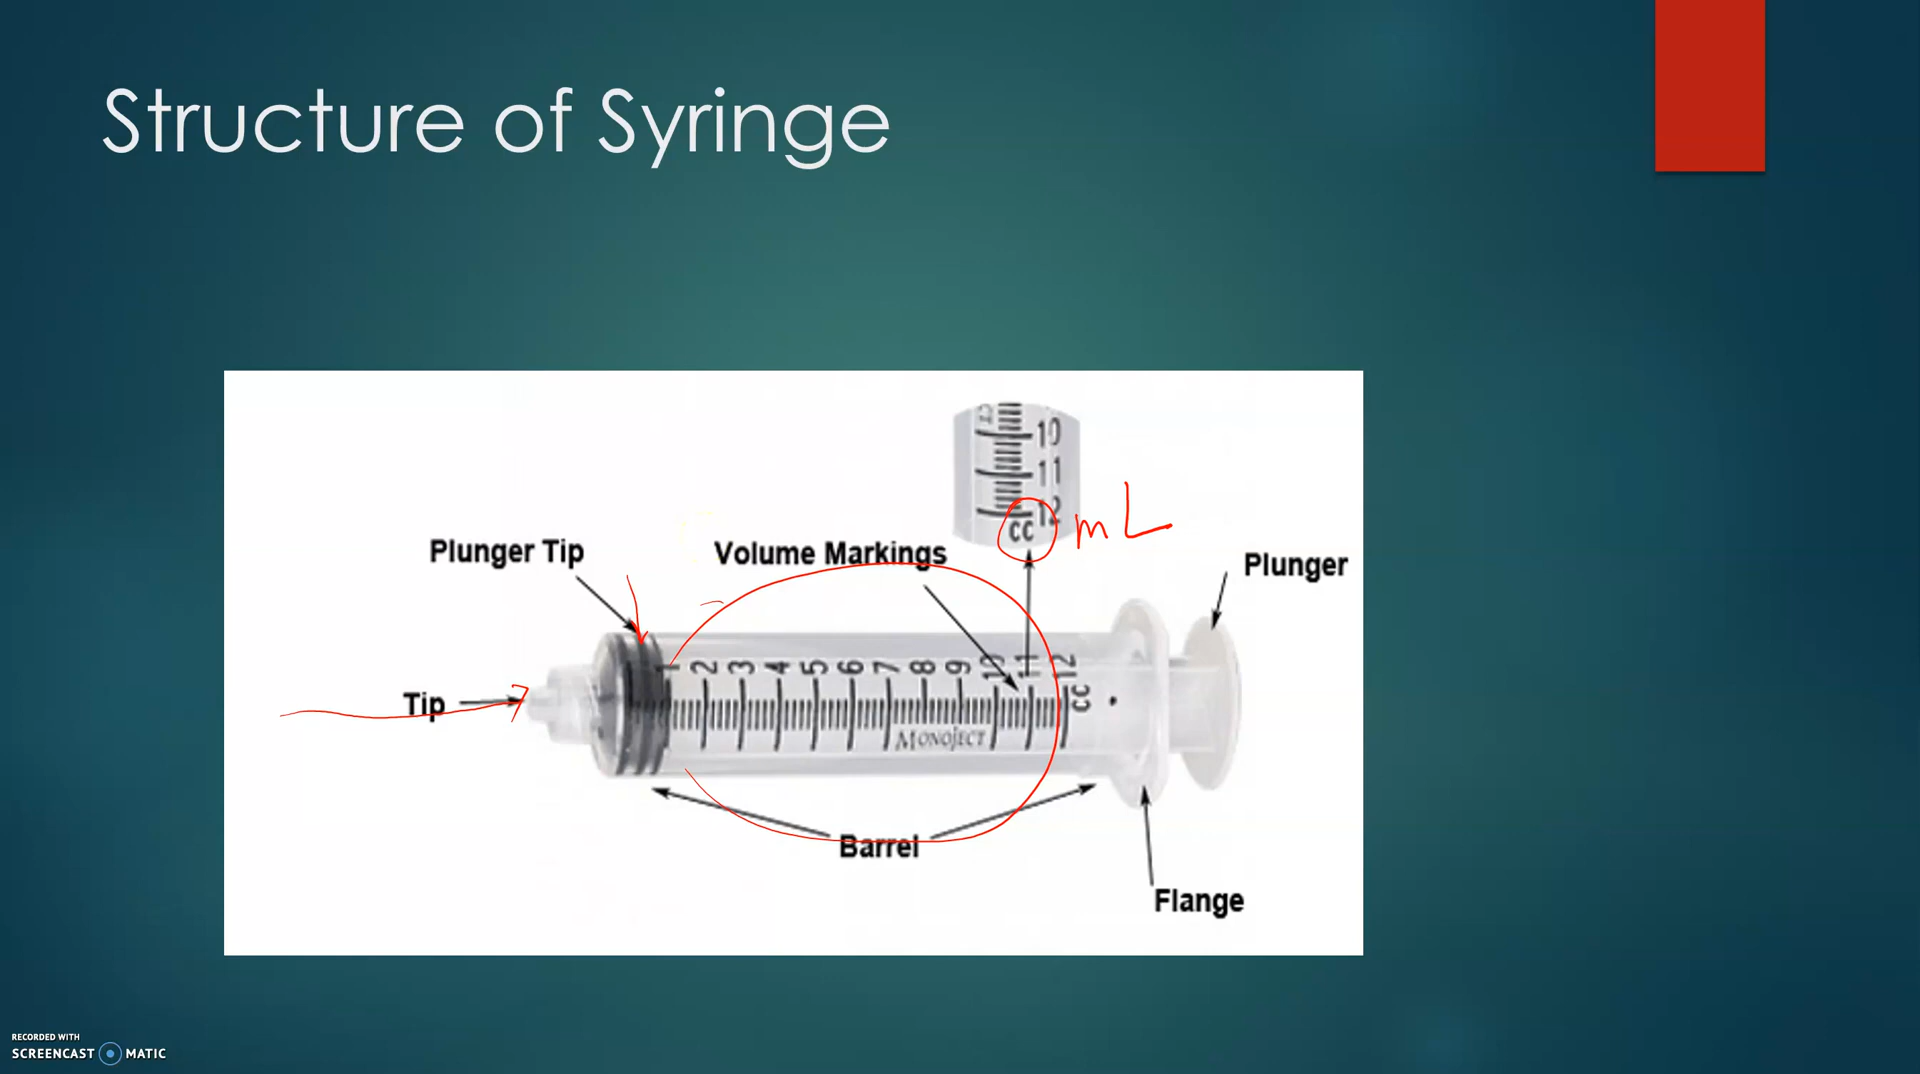 Structure of Syringe
10
11
12
cc
mL
Plunger Tip
Volume Markings
Plunger
1 2 3 4 5 6 7 8 9 10 11 12
cc
Tip
MONOJECT
Barrel
Flange
RECORDED WITH
SCREENCAST MATIC